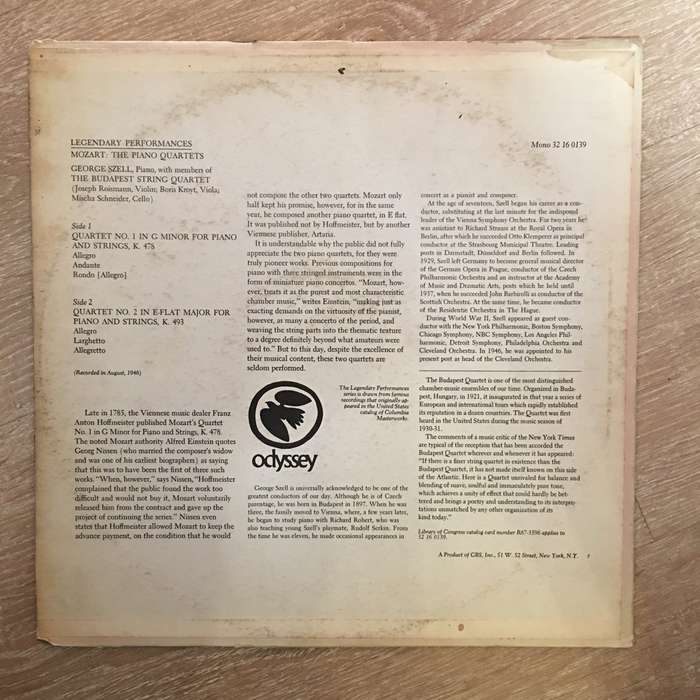 LEGENDARY PERFORMANCES
MOZART: THE PIANO QUARTETS
GEORGE SZELL, Piano, with members of
THE BUDAPEST STRING QUARTET
(Joseph Roismann, Violin; Boris Kroyt, Viola;
Mischa Schneider, Cello)
Side 1
QUARTET NO. 1 IN G MINOR FOR PIANO
AND STRINGS, K. 478
Allegro
Andante
Rondo [Allegro]
Side 2
QUARTET NO. 2 IN E-FLAT MAJOR FOR
PIANO AND STRINGS, K. 493
Allegro
Larghetto
Allegretto
(Recorded in August, 1946)
Late in 1785, the Viennese music dealer Franz
Anton Hoffmeister published Mozart's Quartet
No. 1 in G Minor for Piano and Strings, K. 478.
The noted Mozart authority Alfred Einstein quotes
Georg Nissen (who married the composer's widow
and was one of his earliest biographers) as saying
that this was to have been the first of three such
works. "When, however," says Nissen, "Hoffmeister
complained that the public found the work too
difficult and would not buy it, Mozart voluntarily
released him from the contract and gave up the
project of continuing the series." Nissen even
states that Hoffmeister allowed Mozart to keep the
advance payment, on the condition that he would
not compose the other two quartets. Mozart only
half kept his promise, however, for in the same
year, he composed another piano quartet, in E flat.
It was published not by Hoffmeister, but by another
Viennese publisher, Artaria.
It is understandable why the public did not fully
appreciate the two piano quartets, for they were
truly pioneer works. Previous compositions for
piano with three stringed instruments were in the
form of miniature piano concertos. "Mozart, how-
ever, treats it as the purest and most characteristic
chamber music," writes Einstein, "making just as
exacting demands on the virtuosity of the pianist,
however, as many a concerto of the period, and
weaving the string parts into the thematic texture
to a degree definitely beyond what amateurs were
used to." But to this day, despite the excellence of
their musical content, these two quartets are
seldom performed.
odyssey
The Legendary Performances
series is drawn from famous
recordings that originally ap-
peared in the United States
catalog of Columbia
Masterworks.
George Szell is universally acknowledged to be one of the
greatest conductors of our day. Although he is of Czech
parentage, he was born in Budapest in 1897. When he was
three, the family moved to Vienna, where, a few years later,
he began to study piano with Richard Robert, who was
also teaching young Szell's playmate, Rudolf Serkin. From
the time he was eleven, he made occasional appearances in
Mono 32 16 0139
concert as a pianist and composer.
At the age of seventeen, Szell began his career as a con-
ductor, substituting at the last minute for the indisposed
leader of the Vienna Symphony Orchestra. For two years he
was assistant to Richard Strauss at the Royal Opera in
Berlin, after which he succeeded Otto Klemperer as principal
conductor at the Strasbourg Municipal Theater. Leading
posts in Darmstadt, Düsseldorf and Berlin followed. In
1929, Szell left Germany to become general musical director
of the German Opera in Prague, conductor of the Czech
Philharmonic Orchestra and an instructor at the Academy
of Music and Dramatic Arts, posts which he held until
1937, when he succeeded John Barbirolli as conductor of the
Scottish Orchestra. At the same time, he became conductor
of the Residentie Orchestra in The Hague.
During World War II, Szell appeared as guest con-
ductor with the New York Philharmonic, Boston Symphony,
Chicago Symphony, NBC Symphony, Los Angeles Phil-
harmonic, Detroit Symphony, Philadelphia Orchestra and
Cleveland Orchestra. In 1946, he was appointed to his
present post as head of the Cleveland Orchestra.
The Budapest Quartet is one of the most distinguished
chamber-music ensembles of our time. Organized in Buda-
pest, Hungary, in 1921, it inaugurated in that year a series of
European and international tours which rapidly established
its reputation in a dozen countries. The Quartet was first
heard in the United States during the music season of
1930-31.
The comments of a music critic of the New York Times
are typical of the reception that has been accorded the
Budapest Quartet wherever and whenever it has appeared:
"If there is a finer string quartet in existence than the
Budapest Quartet, it has not made itself known on this side
of the Atlantic. Here is a Quartet unrivaled for balance and
blending of suave, soulful and immaculately pure tone,
which achieves a unity of effect that could hardly be bet-
tered and brings a poetry and understanding to its interpre-
tations unmatched by any other organization of its
kind today."
Library of Congress catalog card number R67-3396 applies to
32 16 0139.
A Product of CBS, Inc., 51 W. 52 Street, New York, N.Y.